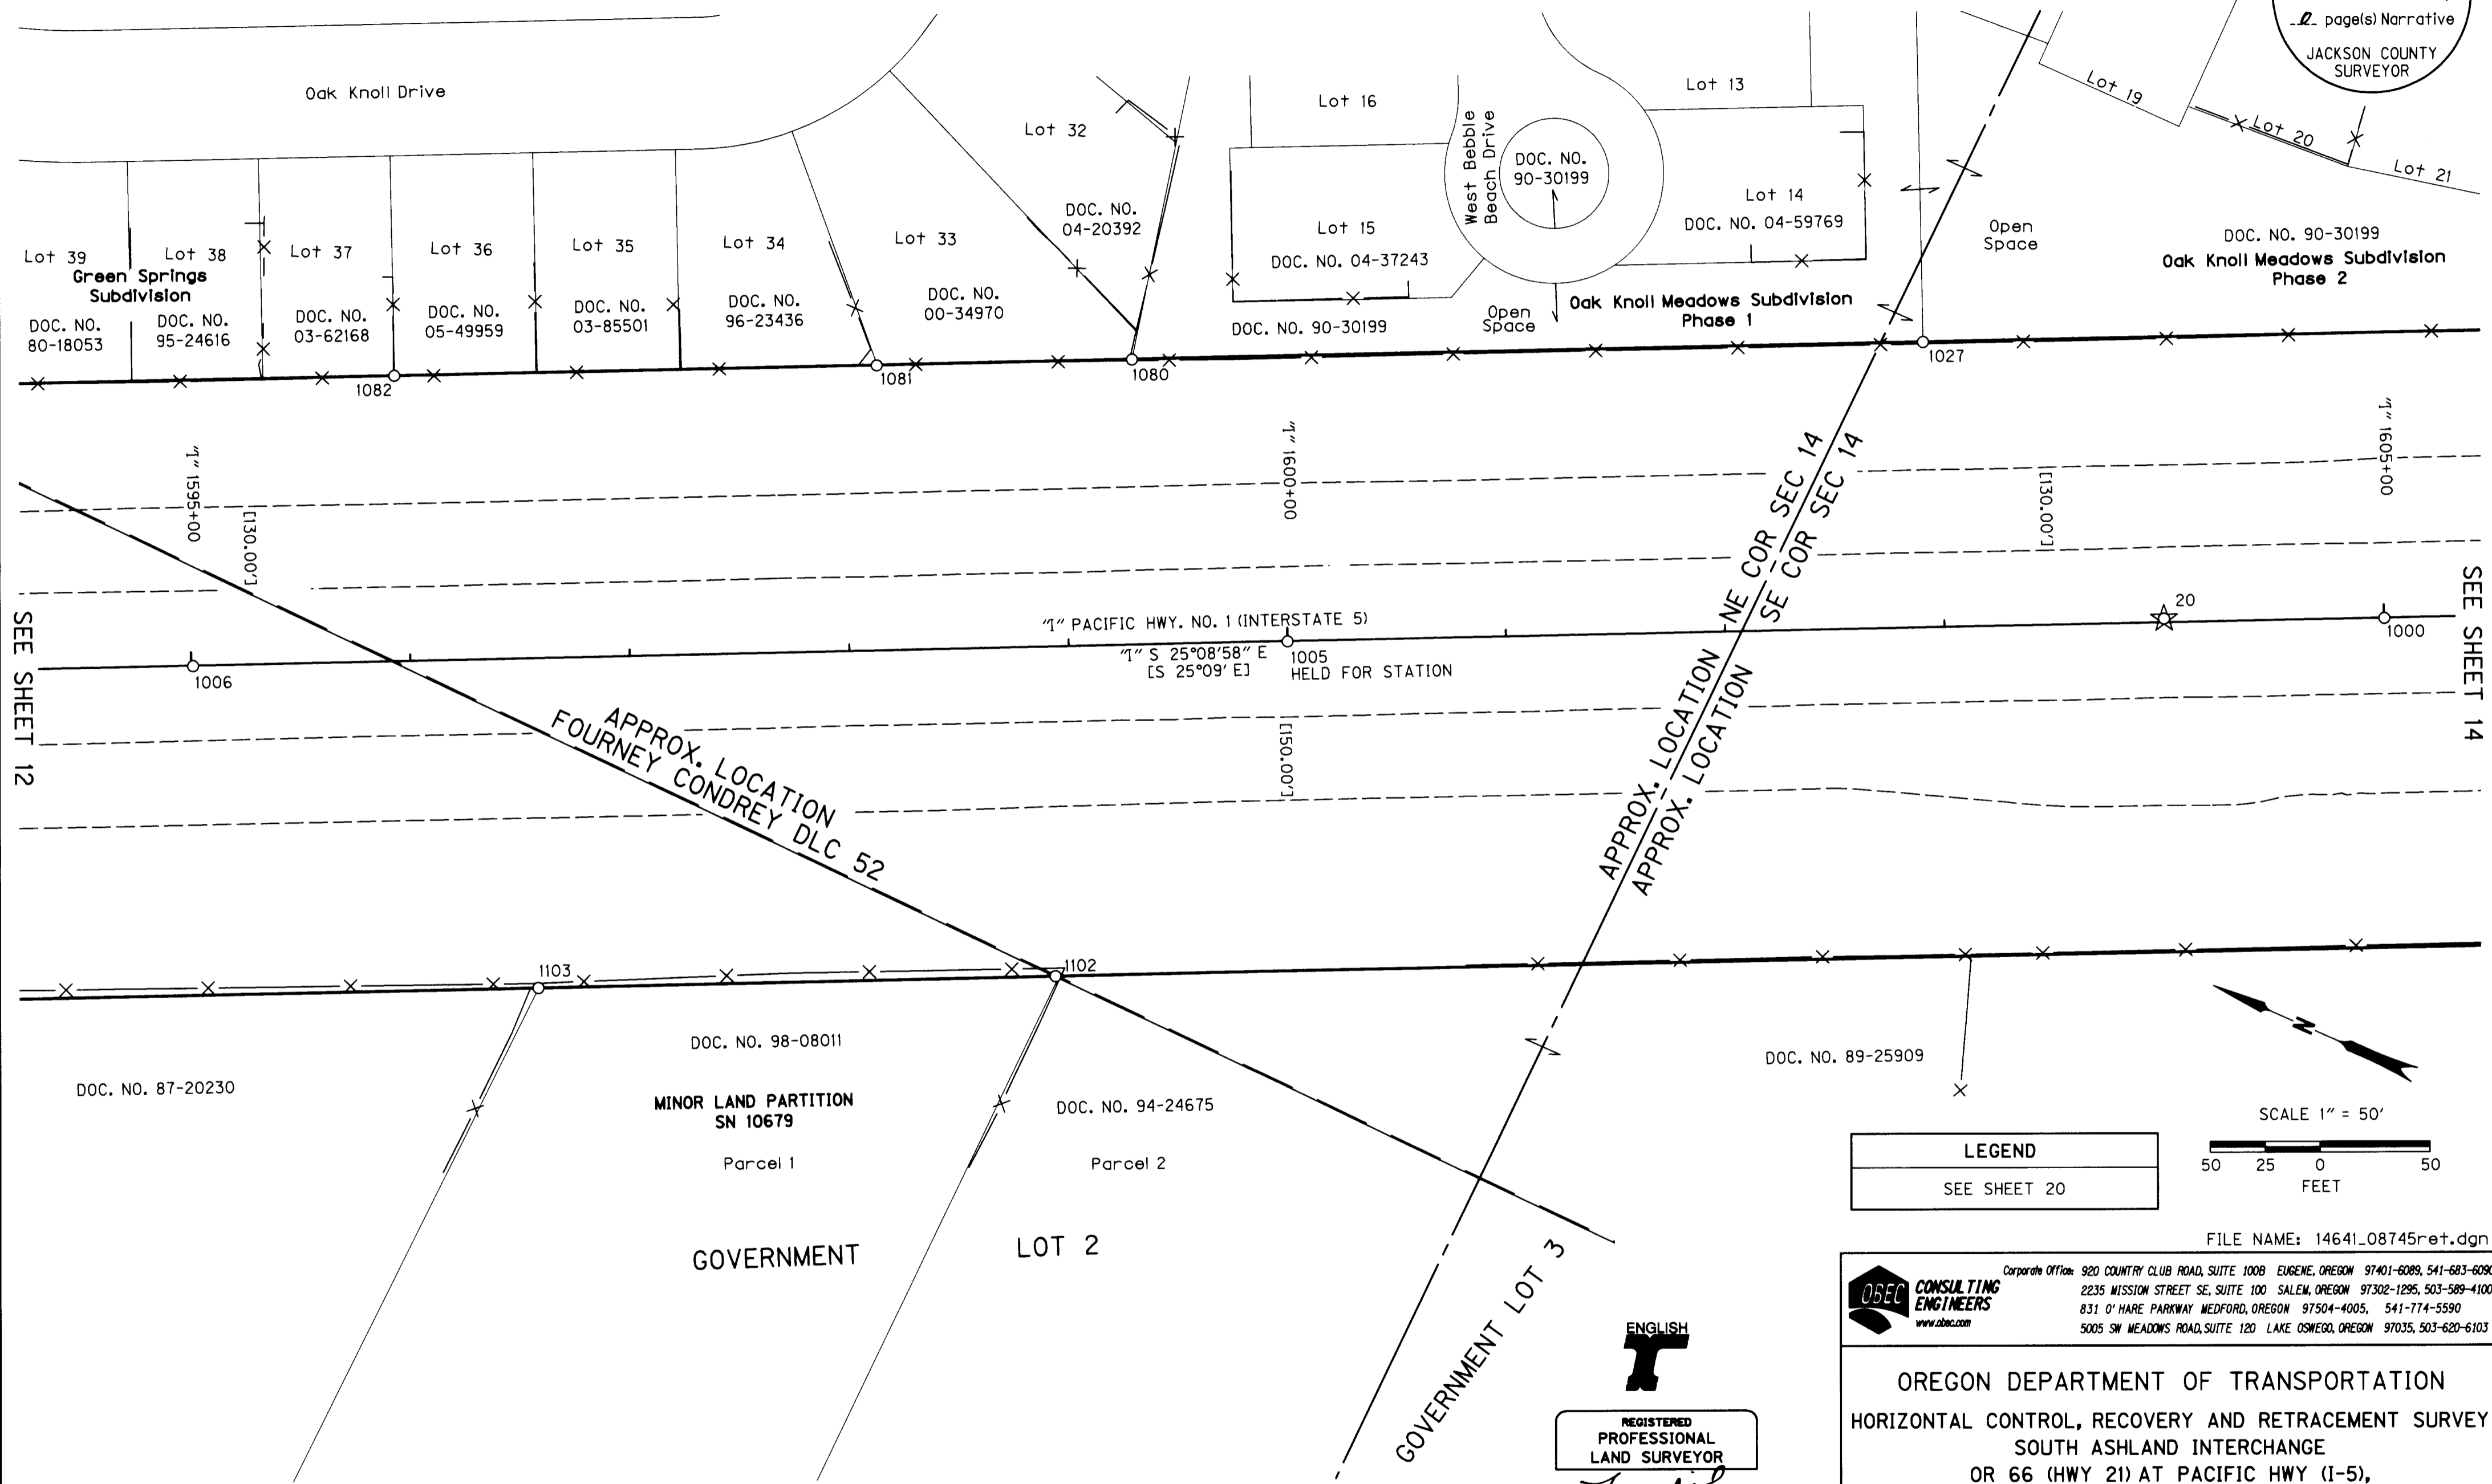 page(s) Narrative
JACKSON COUNTY
SURVEYOR
Oak Knoll Drive
Lot 32
Lot 16
West Bebble
Beach Drive
DOC. NO.
90-30199
Lot 13
Lot 14
DOC. NO. 04-59769
Lot 19
Lot 20
Lot 21
Lot 39
Lot 38
Lot 37
Lot 36
Lot 35
Lot 34
Lot 33
DOC. NO.
04-20392
Lot 15
DOC. NO. 04-37243
Open
Space
DOC. NO. 90-30199
Oak Knoll Meadows Subdivision
Phase 2
Green Springs
Subdivision
DOC. NO.
80-18053
DOC. NO.
95-24616
DOC. NO.
03-62168
DOC. NO.
05-49959
DOC. NO.
03-85501
DOC. NO.
96-23436
DOC. NO.
00-34970
DOC. NO. 90-30199
Open
Space
Oak Knoll Meadows Subdivision
Phase 1
1082
1081
1080
1027
"I" 1595+00
[130.00']
"I" 1600+00
[130.00']
"I" 1605+00
SEE SHEET 12
SEE SHEET 14
1006
"I" PACIFIC HWY. NO. 1 (INTERSTATE 5)
"I" S 25°08'58" E
[S 25°09' E]
1005
HELD FOR STATION
20
1000
[150.00']
APPROX. LOCATION
FOURNEY CONDREY DLC 52
APPROX. LOCATION NE COR SEC 14
APPROX. LOCATION SE COR SEC 14
1103
1102
DOC. NO. 87-20230
DOC. NO. 98-08011
MINOR LAND PARTITION
SN 10679
Parcel 1
DOC. NO. 94-24675
Parcel 2
DOC. NO. 89-25909
N
GOVERNMENT LOT 2
GOVERNMENT LOT 3
LEGEND
SEE SHEET 20
SCALE 1" = 50'
50 25 0 50
FEET
FILE NAME: 14641_08745ret.dgn
OBEC
CONSULTING
ENGINEERS
www.obec.com
Corporate Office: 920 COUNTRY CLUB ROAD, SUITE 100B EUGENE, OREGON 97401-6089, 541-683-6090
2235 MISSION STREET SE, SUITE 100 SALEM, OREGON 97302-1295, 503-589-4100
831 O'HARE PARKWAY MEDFORD, OREGON 97504-4005, 541-774-5590
5005 SW MEADOWS ROAD, SUITE 120 LAKE OSWEGO, OREGON 97035, 503-620-6103
ENGLISH
REGISTERED
PROFESSIONAL
LAND SURVEYOR
OREGON DEPARTMENT OF TRANSPORTATION
HORIZONTAL CONTROL, RECOVERY AND RETRACEMENT SURVEY
SOUTH ASHLAND INTERCHANGE
OR 66 (HWY 21) AT PACIFIC HWY (I-5),